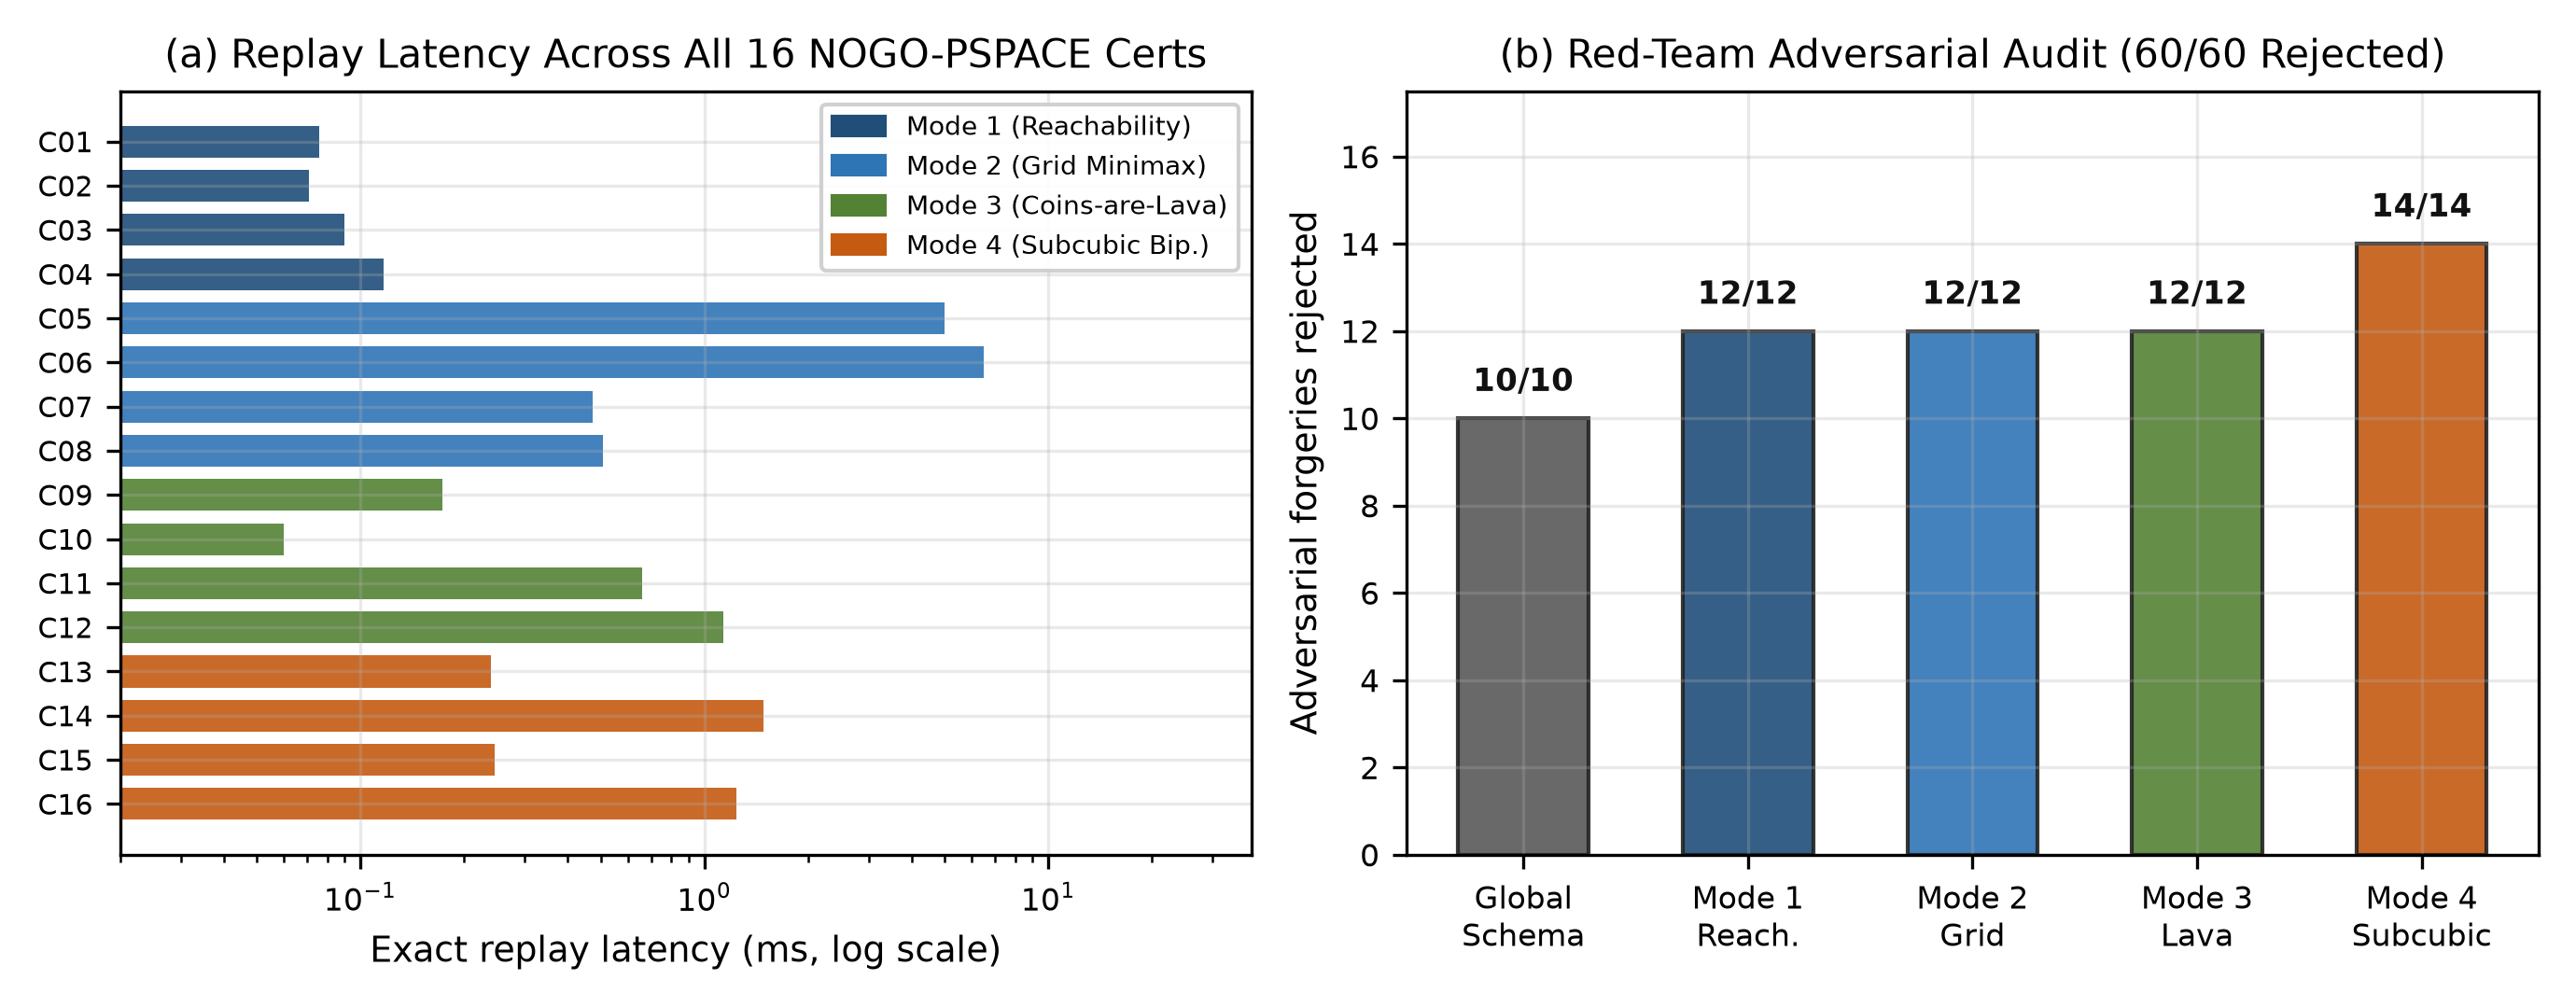 (a) Replay Latency Across All 16 NOGO-PSPACE Certs
C01
C02
C03
C04
C05
C06
C07
C08
C09
C10
C11
C12
C13
C14
C15
C16
Mode 1 (Reachability)
Mode 2 (Grid Minimax)
Mode 3 (Coins-are-Lava)
Mode 4 (Subcubic Bip.)
10⁻¹
10⁰
10¹
Exact replay latency (ms, log scale)
(b) Red-Team Adversarial Audit (60/60 Rejected)
Adversarial forgeries rejected
16
14
12
10
8
6
4
2
0
10/10
12/12
12/12
12/12
14/14
Global
Schema
Mode 1
Reach.
Mode 2
Grid
Mode 3
Lava
Mode 4
Subcubic